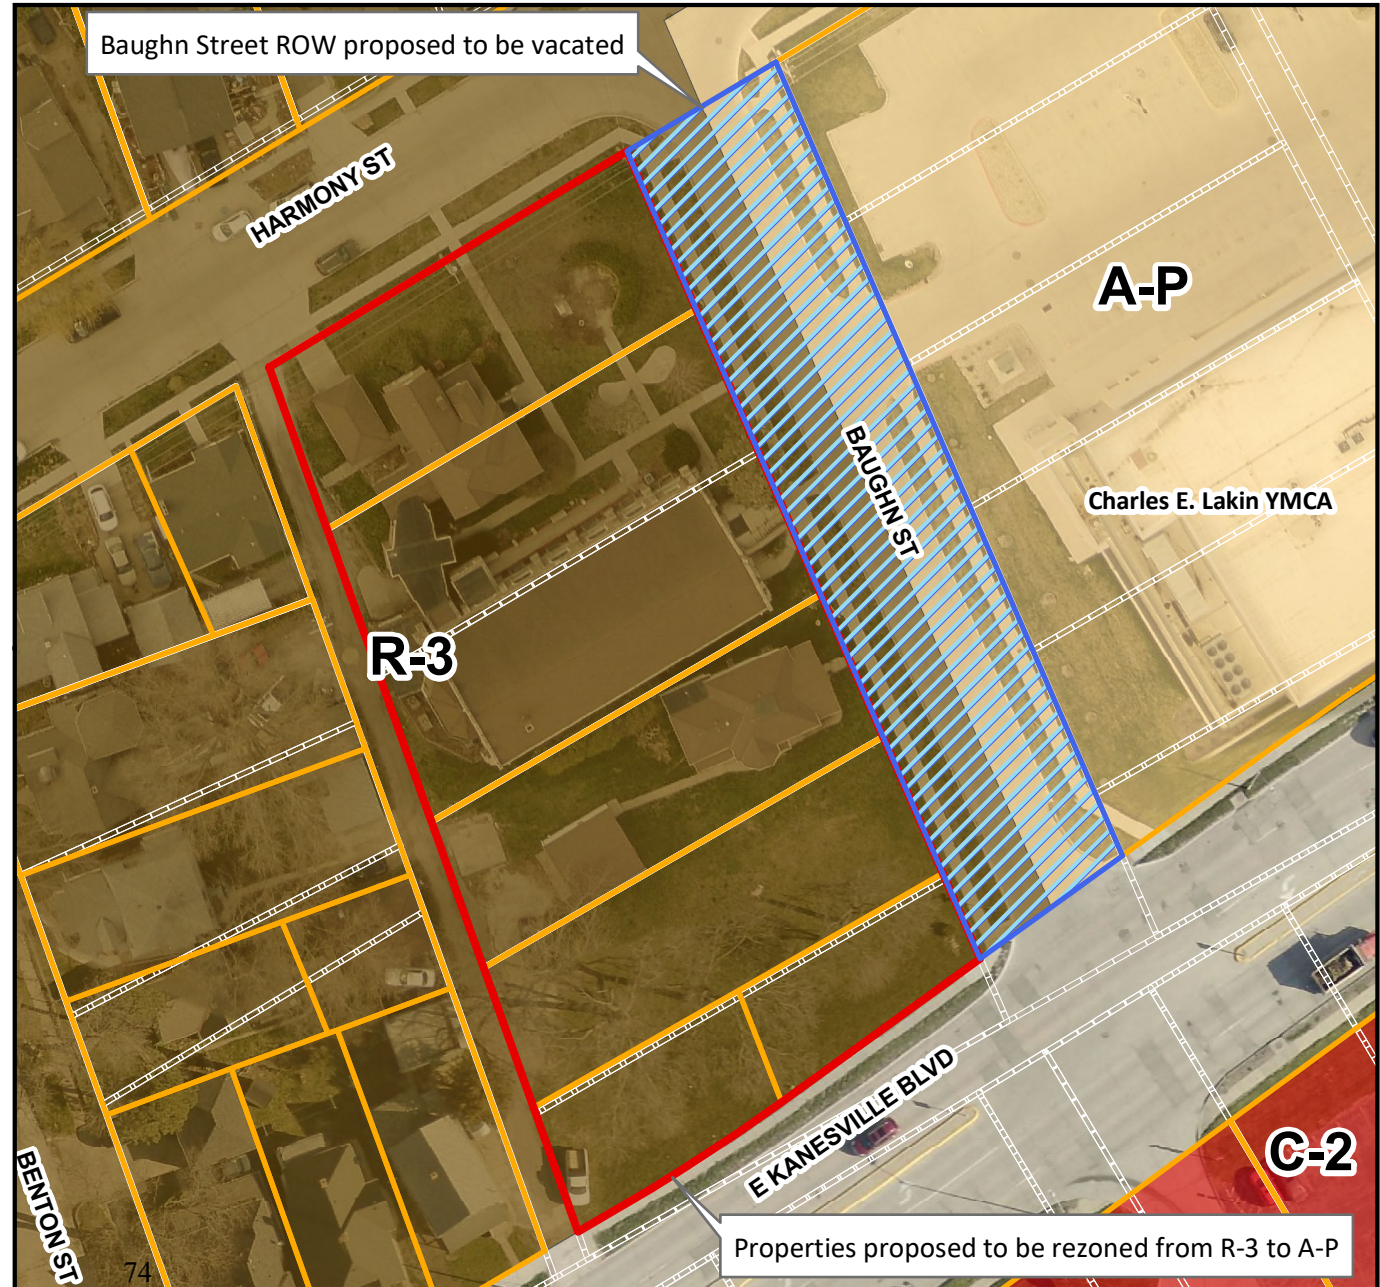 Baughn Street ROW proposed to be vacated
HARMONY ST
A-P
BAUGHN ST
Charles E. Lakin YMCA
R-3
E KANESVILLE BLVD
C-2
BENTON ST
Properties proposed to be rezoned from R-3 to A-P
74